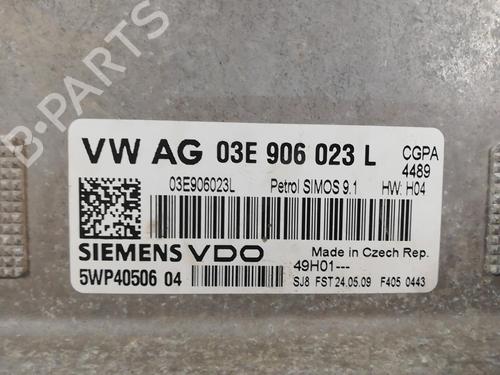 VW AG 03E 906 023 L CGPA
4489
03E906023L Petrol SIMOS 9.1 HW: H04
SIEMENS VDO Made in Czech Rep.
49H01---
5WP40506 04 SJ8 FST 24.05.09 F405 0443
B-PARTS